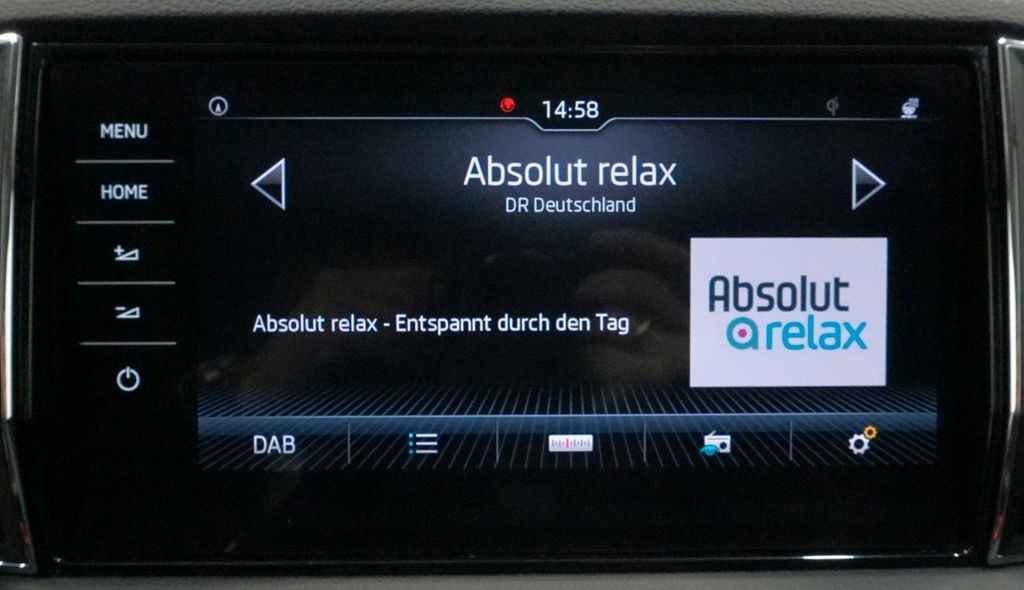 14:58
MENU
HOME
Absolut relax
DR Deutschland
Absolut relax - Entspannt durch den Tag
Absolut
relax
DAB